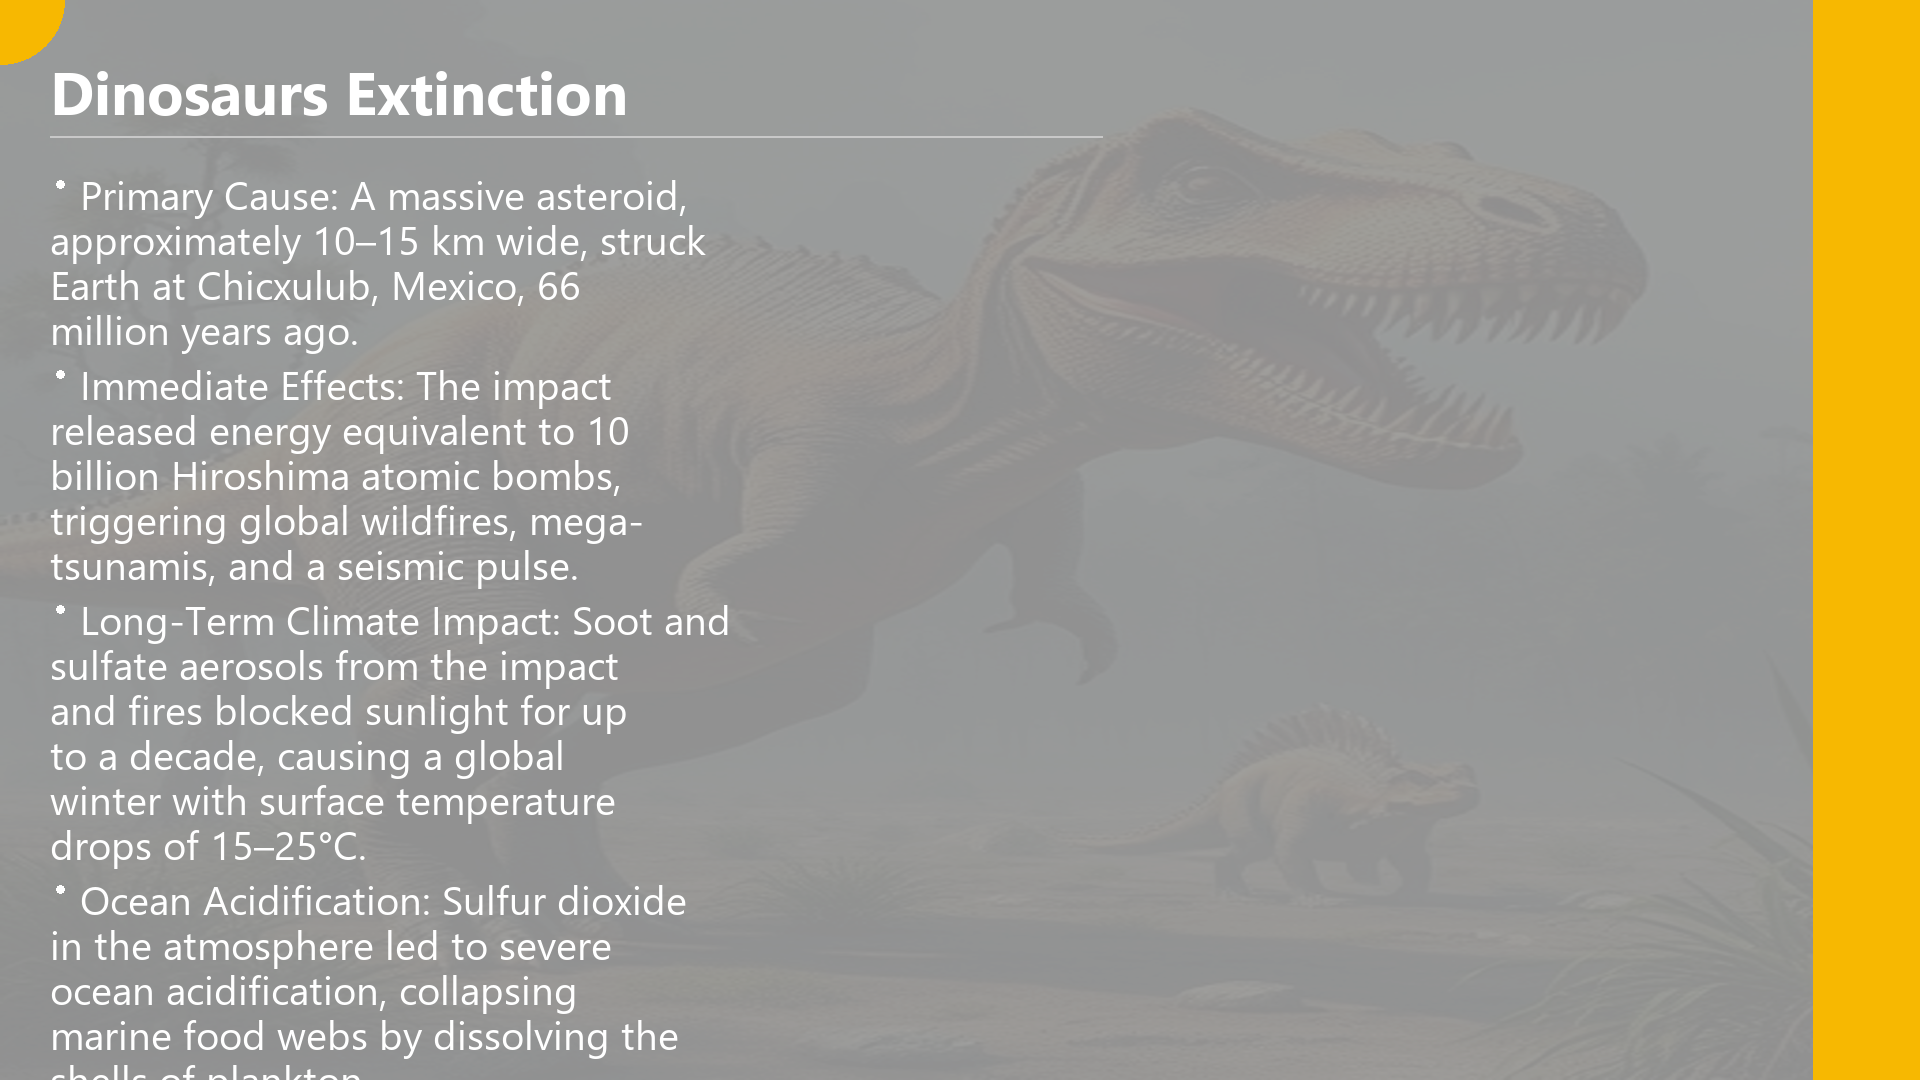 Dinosaurs Extinction
• Primary Cause: A massive asteroid,
approximately 10–15 km wide, struck
Earth at Chicxulub, Mexico, 66
million years ago.
• Immediate Effects: The impact
released energy equivalent to 10
billion Hiroshima atomic bombs,
triggering global wildfires, mega-
tsunamis, and a seismic pulse.
• Long-Term Climate Impact: Soot and
sulfate aerosols from the impact
and fires blocked sunlight for up
to a decade, causing a global
winter with surface temperature
drops of 15–25°C.
• Ocean Acidification: Sulfur dioxide
in the atmosphere led to severe
ocean acidification, collapsing
marine food webs by dissolving the
shells of plankton